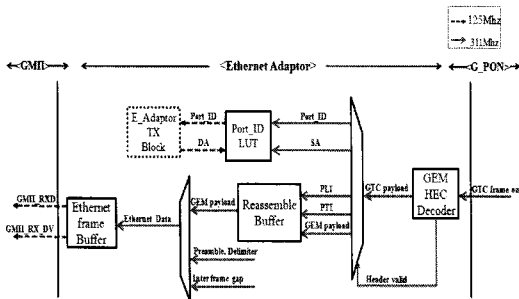 125Mhz
311Mhz
<GMII>
<Ethernet Adaptor>
<G_PON>
E_Adaptor
TX
Block
Port_ID
DA
Port_ID
LUT
Port_ID
SA
GMII_RXD
GMII_RX_DV
Ethernet
frame
Buffer
Ethernet Data
GEM payload
Reassemble
Buffer
PLI
PTI
GEM payload
GTC payload
GEM
HEC
Decoder
GTC frame
Preamble, Delimiter
Inter frame gap
Header valid